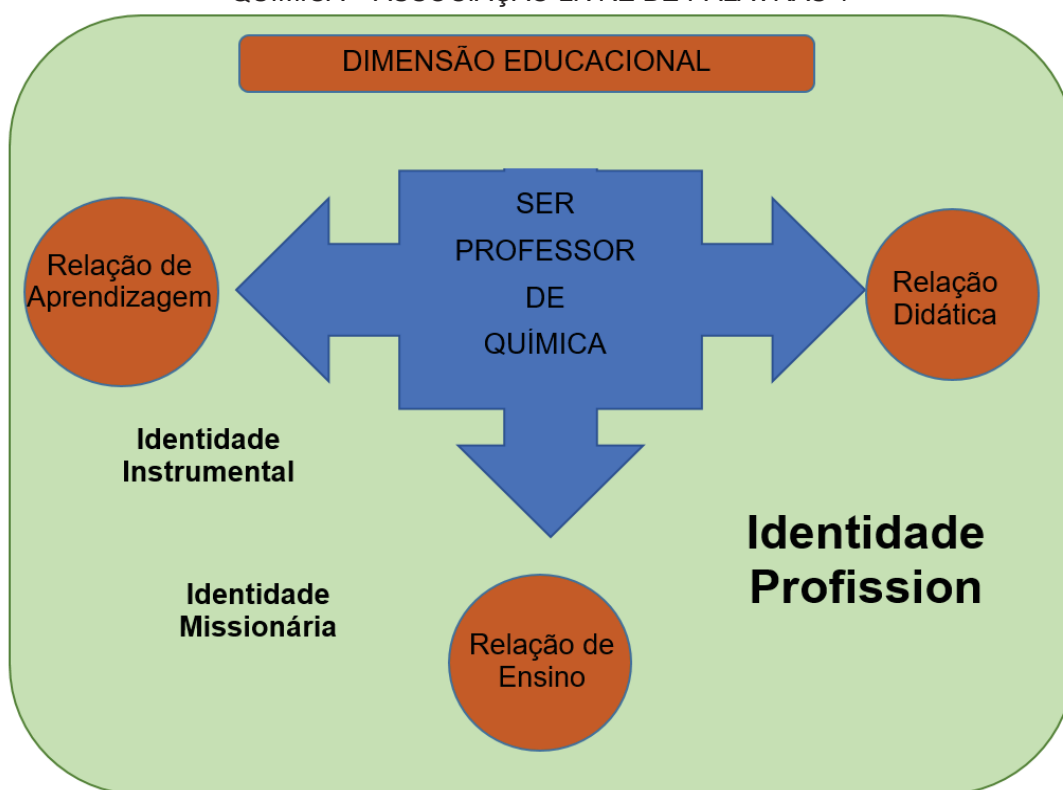 DIMENSÃO EDUCACIONAL
SER
PROFESSOR
DE
QUÍMICA
Relação de
Aprendizagem
Relação
Didática
Identidade
Instrumental
Identidade
Profission
Identidade
Missionária
Relação de
Ensino